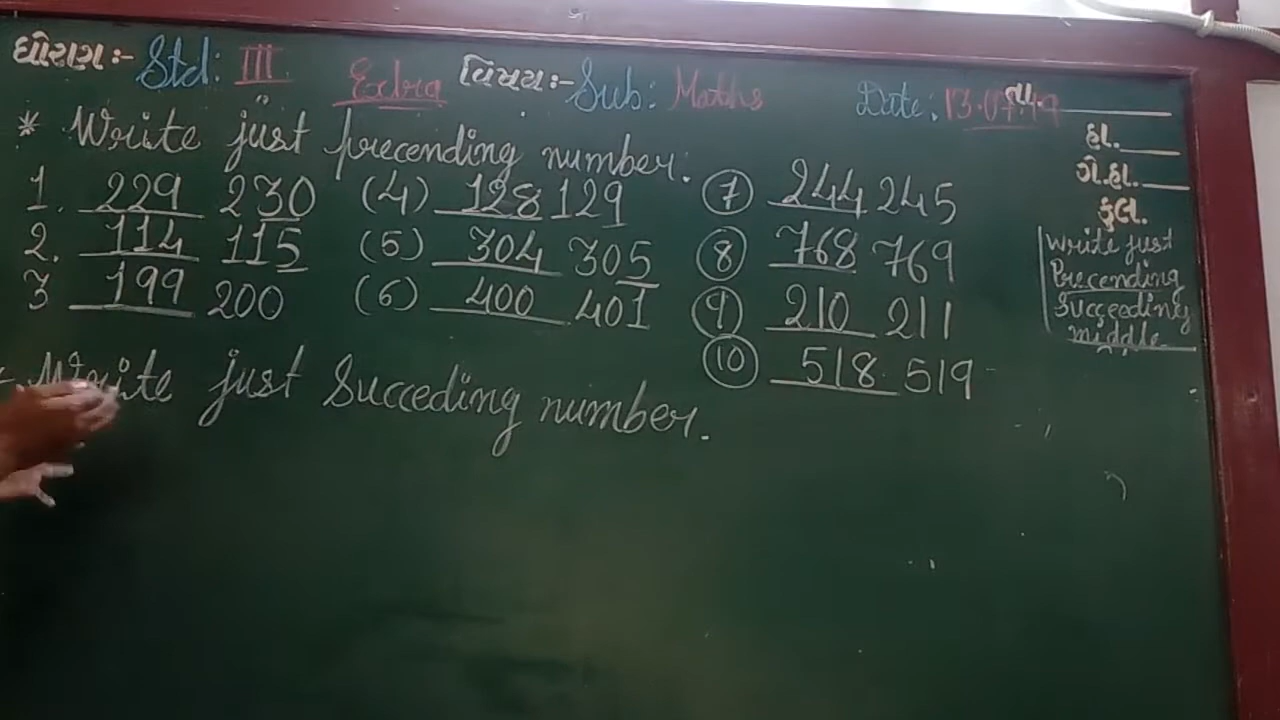 ધોરણ:- Std: III Extra વિષય:- Sub: Maths Date: 13.07.19 તા.
હા.
ગે.હા.
કુલ.
* Write just precending number.
1. 229 230 (4) 128 129 7 244 245
2. 114 115 (5) 304 305 8 768 769
3 199 200 (6) 400 401 9 210 211
10 518 519
Write just
Precending
Succeeding
middle
Write just Succeding number.